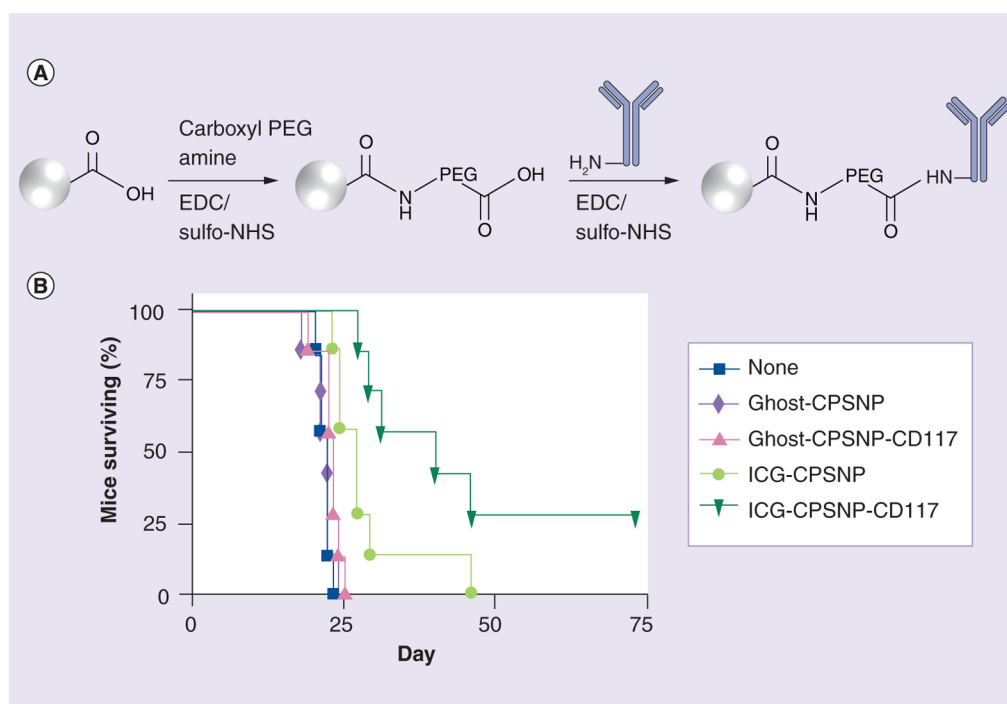 A
Carboxyl PEG
amine
EDC/
sulfo-NHS
O
OH
O
N
H
PEG
OH
O
H2N
EDC/
sulfo-NHS
O
N
H
PEG
O
HN
B
Mice surviving (%)
100
75
50
25
0
0 25 50 75
Day
None
Ghost-CPSNP
Ghost-CPSNP-CD117
ICG-CPSNP
ICG-CPSNP-CD117